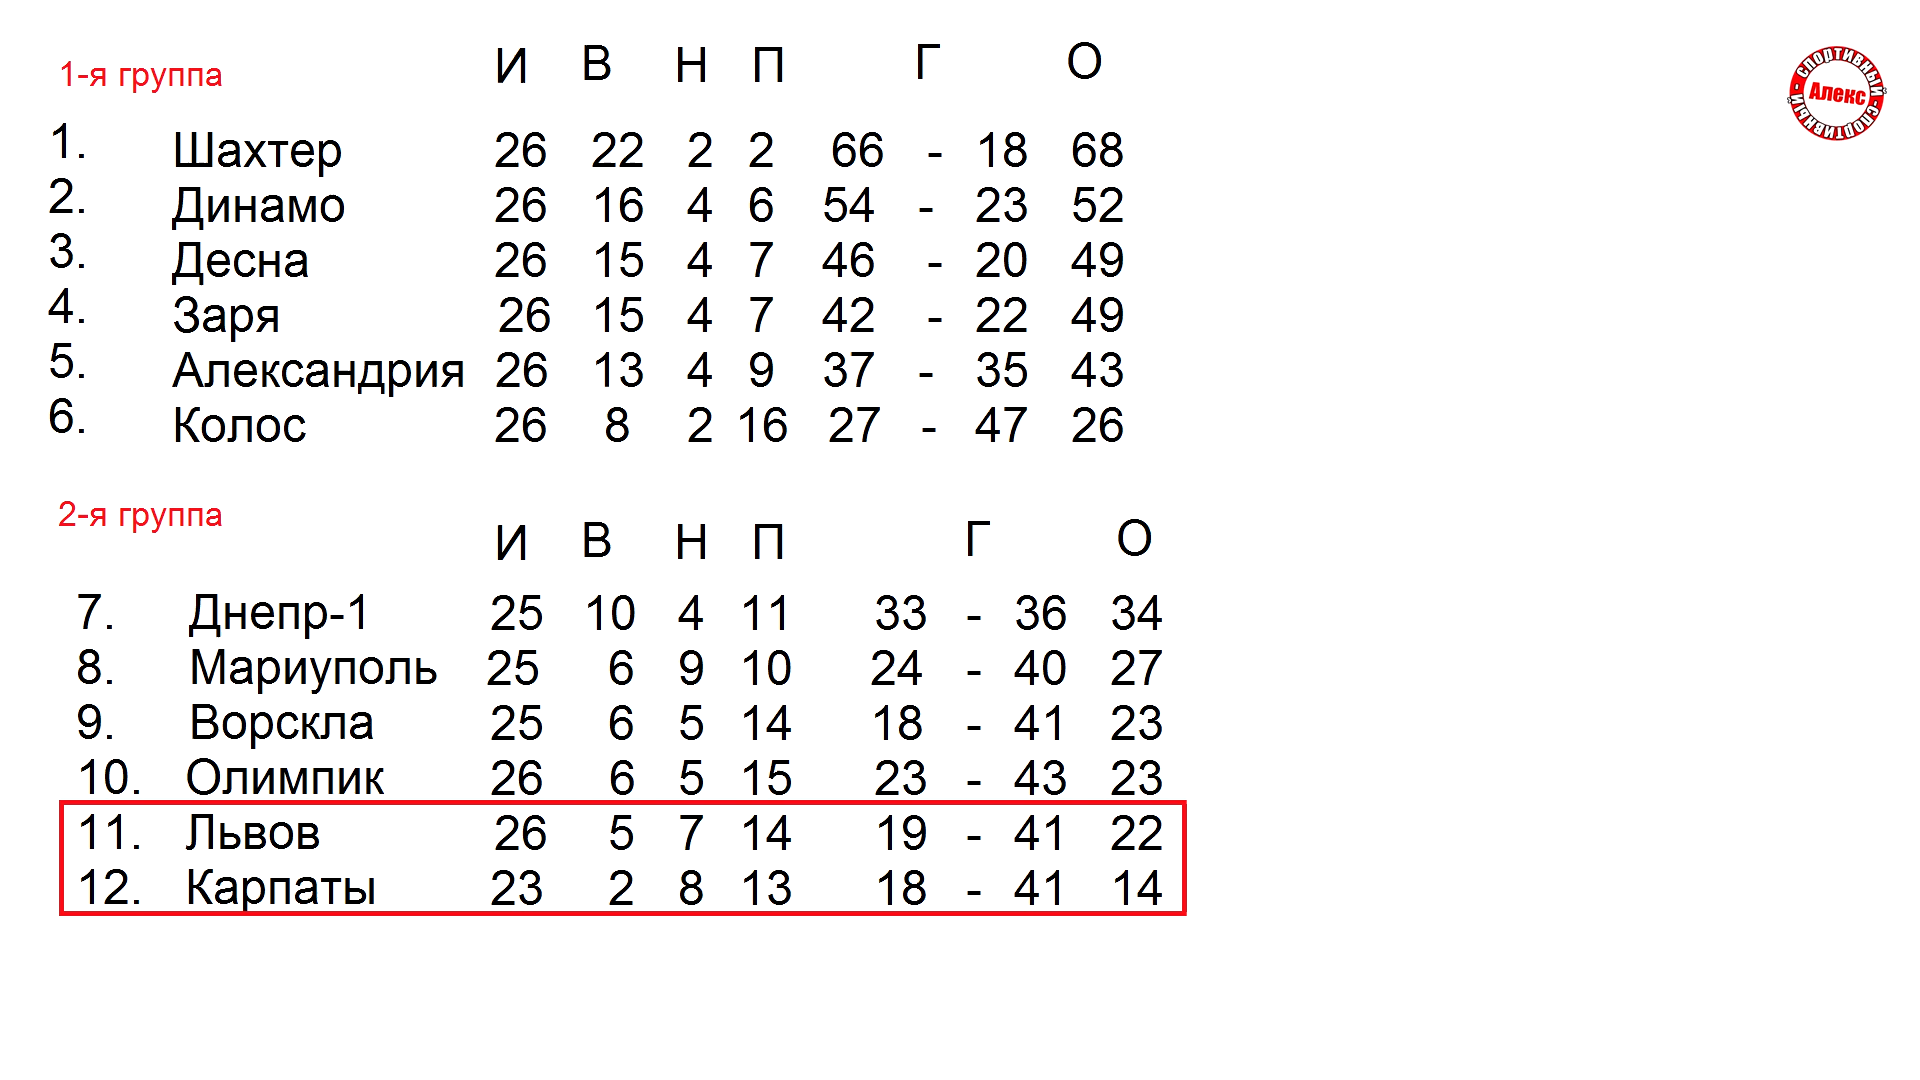 1-я группа И В Н П Г О
1. Шахтер 26 22 2 2 66 - 18 68
2. Динамо 26 16 4 6 54 - 23 52
3. Десна 26 15 4 7 46 - 20 49
4. Заря 26 15 4 7 42 - 22 49
5. Александрия 26 13 4 9 37 - 35 43
6. Колос 26 8 2 16 27 - 47 26
2-я группа И В Н П Г О
7. Днепр-1 25 10 4 11 33 - 36 34
8. Мариуполь 25 6 9 10 24 - 40 27
9. Ворскла 25 6 5 14 18 - 41 23
10. Олимпик 26 6 5 15 23 - 43 23
11. Львов 26 5 7 14 19 - 41 22
12. Карпаты 23 2 8 13 18 - 41 14
СПОРТИВНЫЙ
Алекс
СПОРТИВНЫЙ